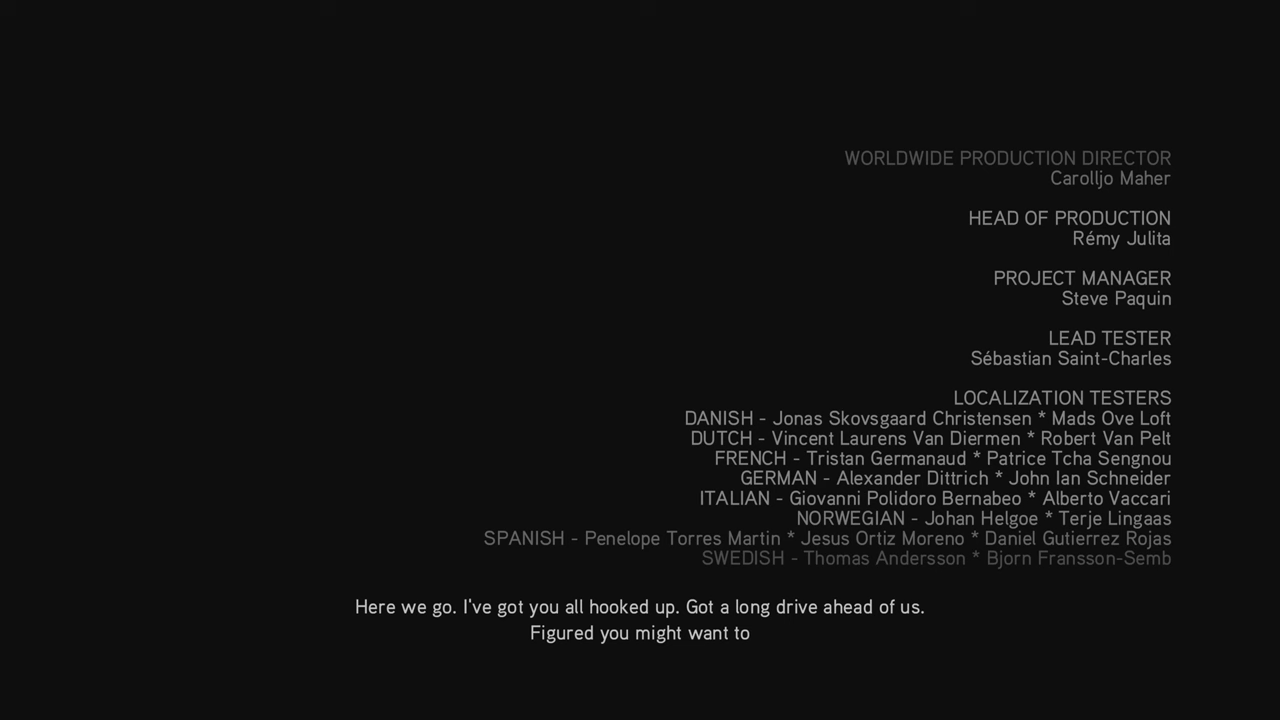 WORLDWIDE PRODUCTION DIRECTOR
Carolljo Maher
HEAD OF PRODUCTION
Rémy Julita
PROJECT MANAGER
Steve Paquin
LEAD TESTER
Sébastian Saint-Charles
LOCALIZATION TESTERS
DANISH - Jonas Skovsgaard Christensen * Mads Ove Loft
DUTCH - Vincent Laurens Van Diermen * Robert Van Pelt
FRENCH - Tristan Germanaud * Patrice Tcha Sengnou
GERMAN - Alexander Dittrich * John Ian Schneider
ITALIAN - Giovanni Polidoro Bernabeo * Alberto Vaccari
NORWEGIAN - Johan Helgoe * Terje Lingaas
SPANISH - Penelope Torres Martin * Jesus Ortiz Moreno * Daniel Gutierrez Rojas
SWEDISH - Thomas Andersson * Bjorn Fransson-Semb
Here we go. I've got you all hooked up. Got a long drive ahead of us.
Figured you might want to